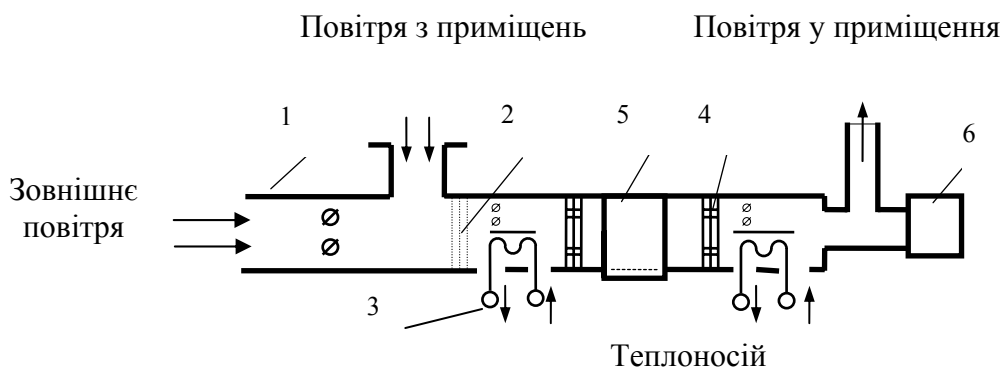 Повітря з приміщень
Повітря у приміщення
1
2
5
4
6
Зовнішнє
повітря
3
Теплоносій